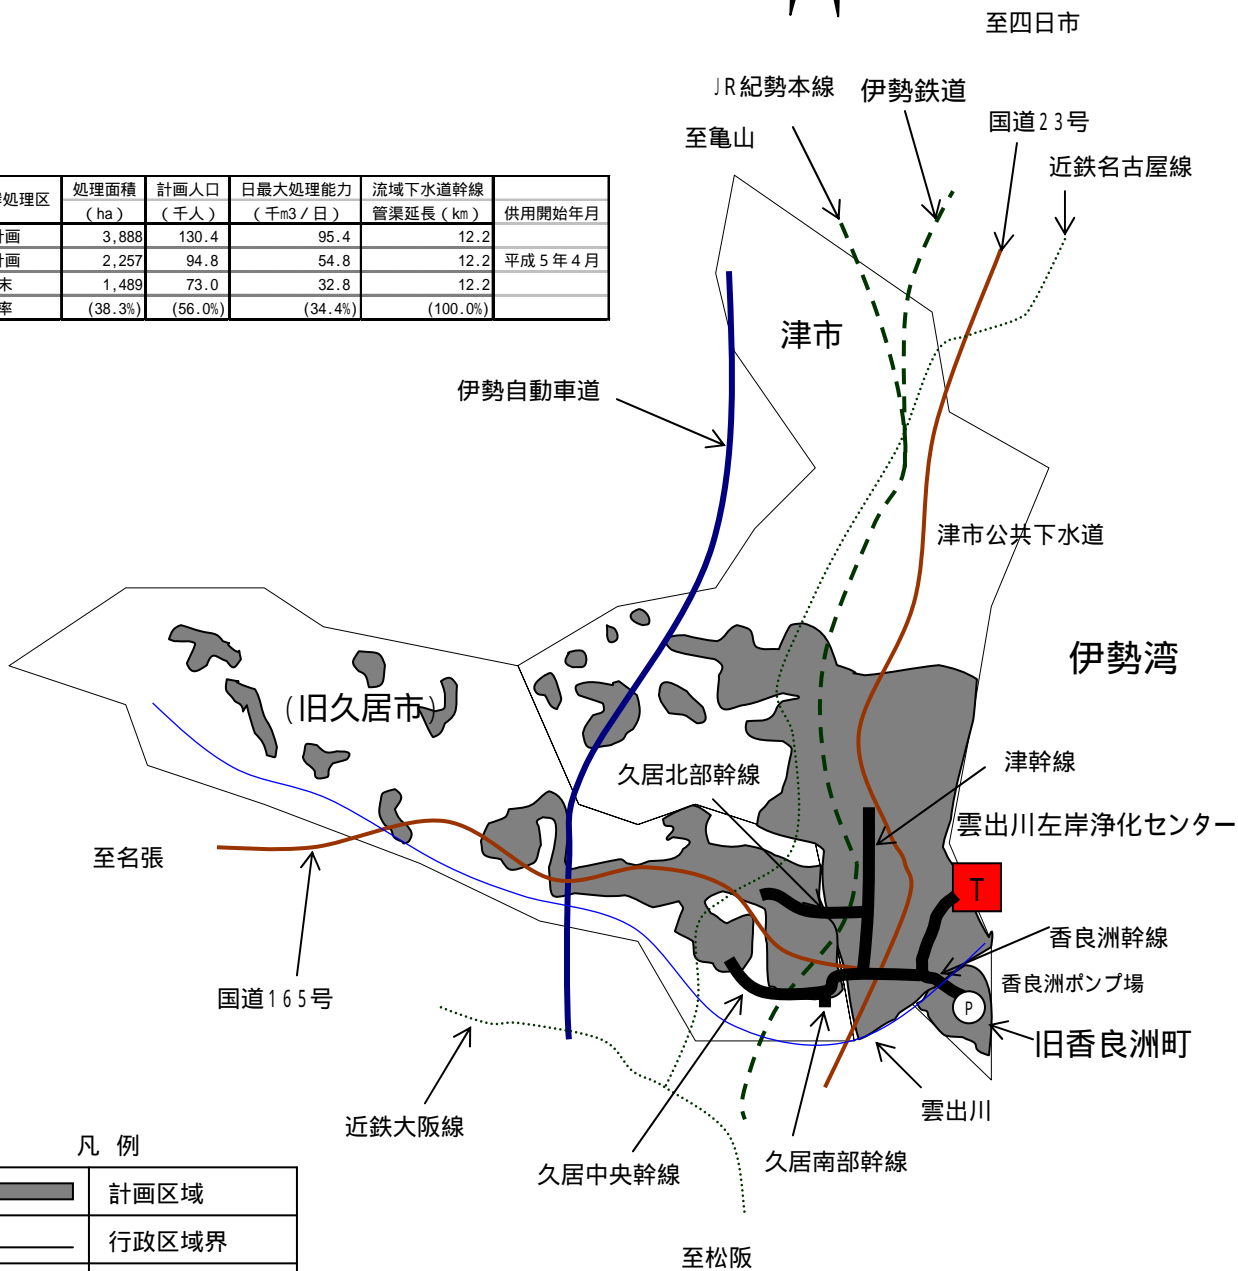 至四日市
JR紀勢本線
伊勢鉄道
国道23号
至亀山
近鉄名古屋線
処理区 処理面積 計画人口 日最大処理能力 流域下水道幹線
(ha) (千人) (千m3/日) 管渠延長(km) 供用開始年月
計画 3,888 130.4 95.4 12.2
計画 2,257 94.8 54.8 12.2 平成5年4月
末 1,489 73.0 32.8 12.2
率 (38.3%) (56.0%) (34.4%) (100.0%)
津市
伊勢自動車道
津市公共下水道
伊勢湾
(旧久居市)
久居北部幹線
津幹線
雲出川左岸浄化センター
至名張
T
香良洲幹線
香良洲ポンプ場
国道165号
P
旧香良洲町
近鉄大阪線
雲出川
久居中央幹線
久居南部幹線
凡 例
計画区域
行政区域界
至松阪